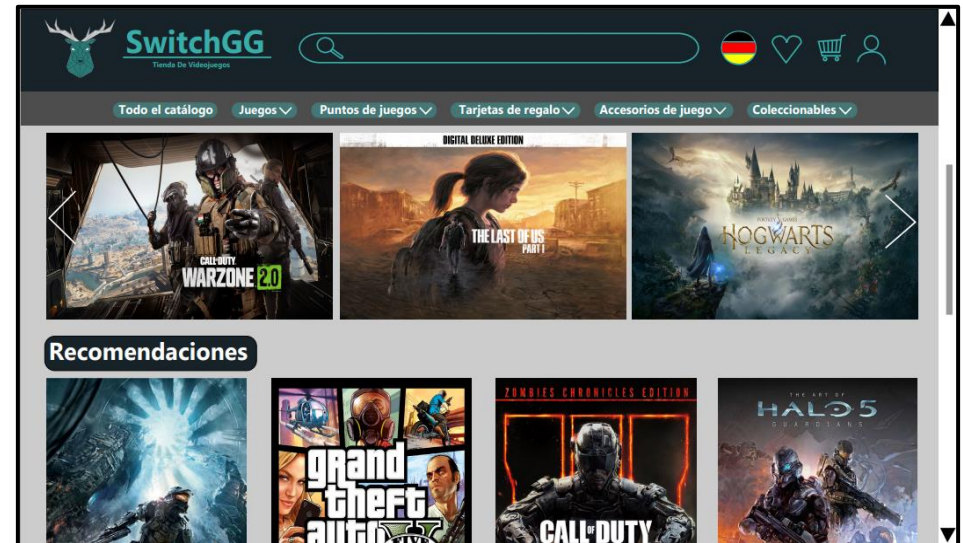 SwitchGG
Tienda De Videojuegos
Todo el catálogo
Juegos
Puntos de juegos
Tarjetas de regalo
Accesorios de juego
Coleccionables
CALL OF DUTY
WARZONE 2.0
DIGITAL DELUXE EDITION
THE LAST OF US
PART I
PORTKEY GAMES
HOGWARTS
LEGACY
Recomendaciones
grand
theft
auto
V
ZOMBIES CHRONICLES EDITION
CALL OF DUTY
THE ART OF
HALO 5
GUARDIANS